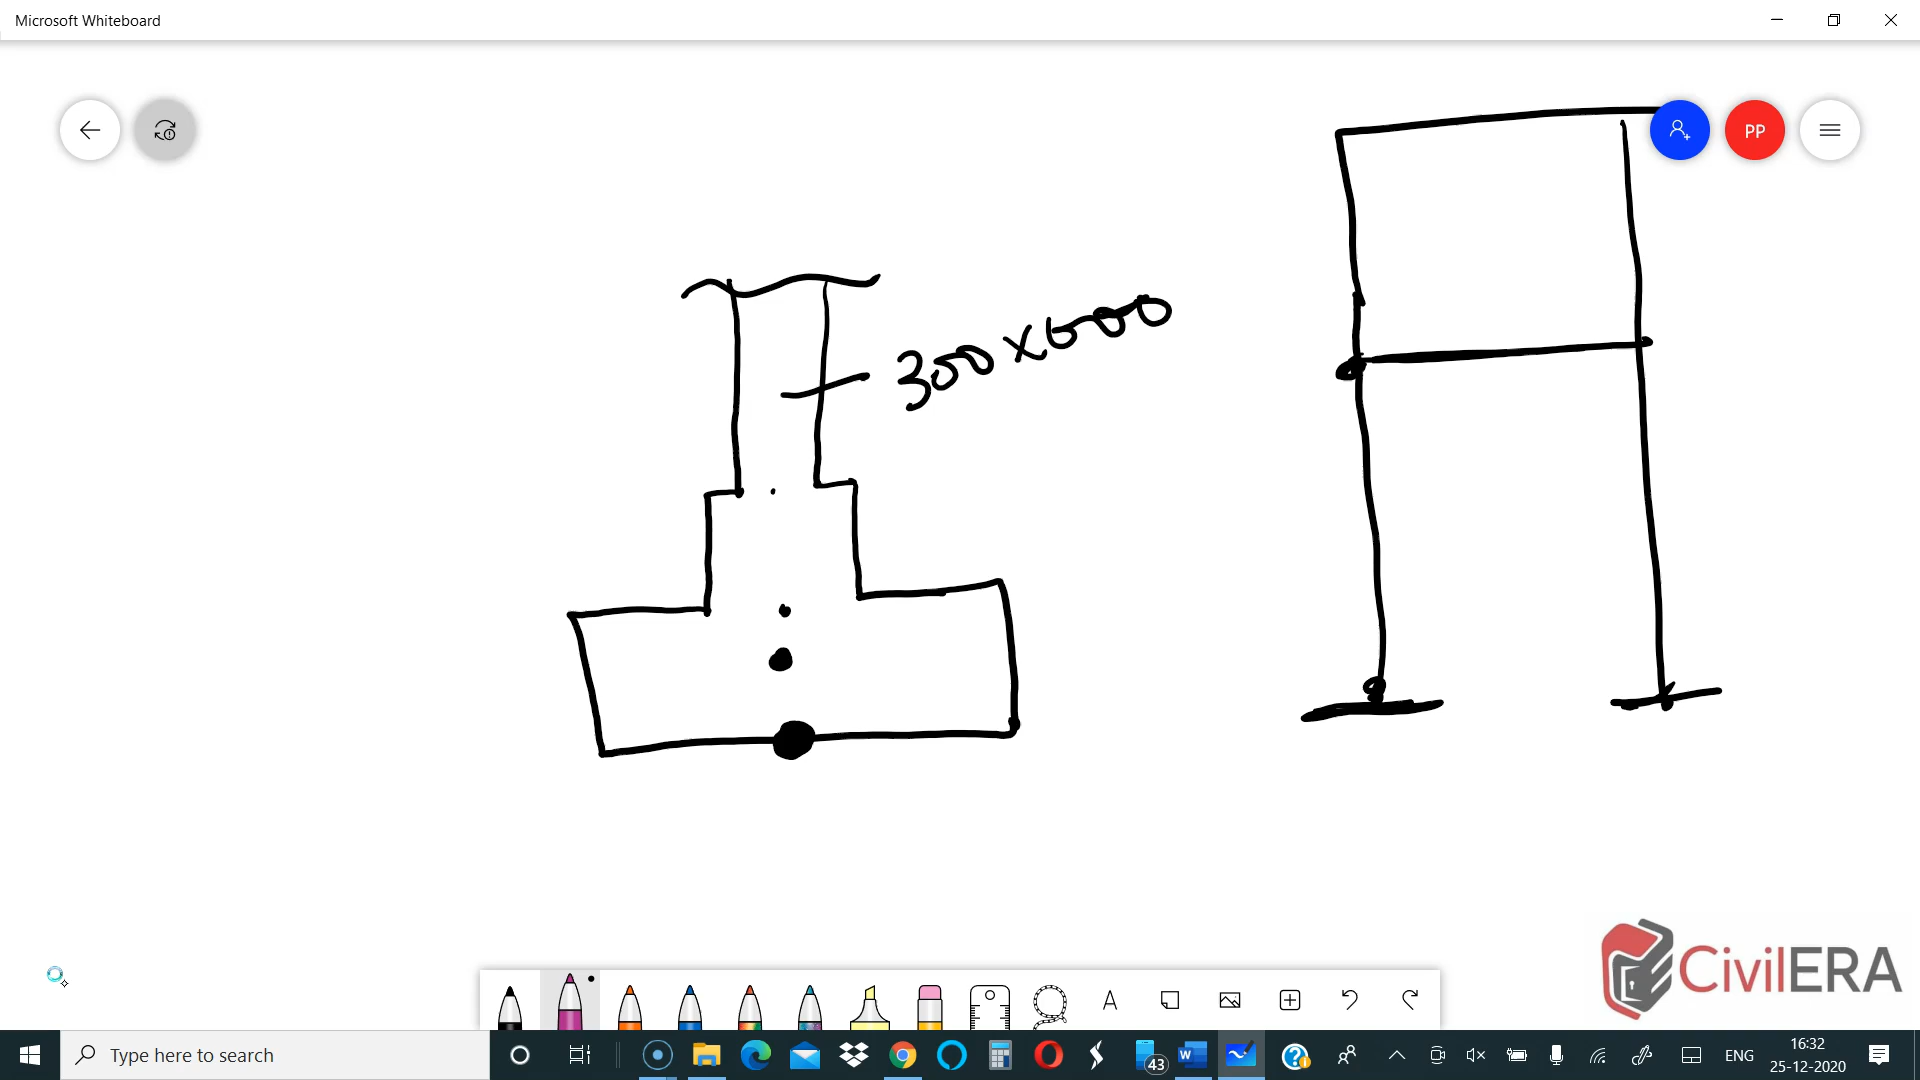 Microsoft Whiteboard
PP
300x600
CivilERA
A
Type here to search
43
ENG
16:32
25-12-2020